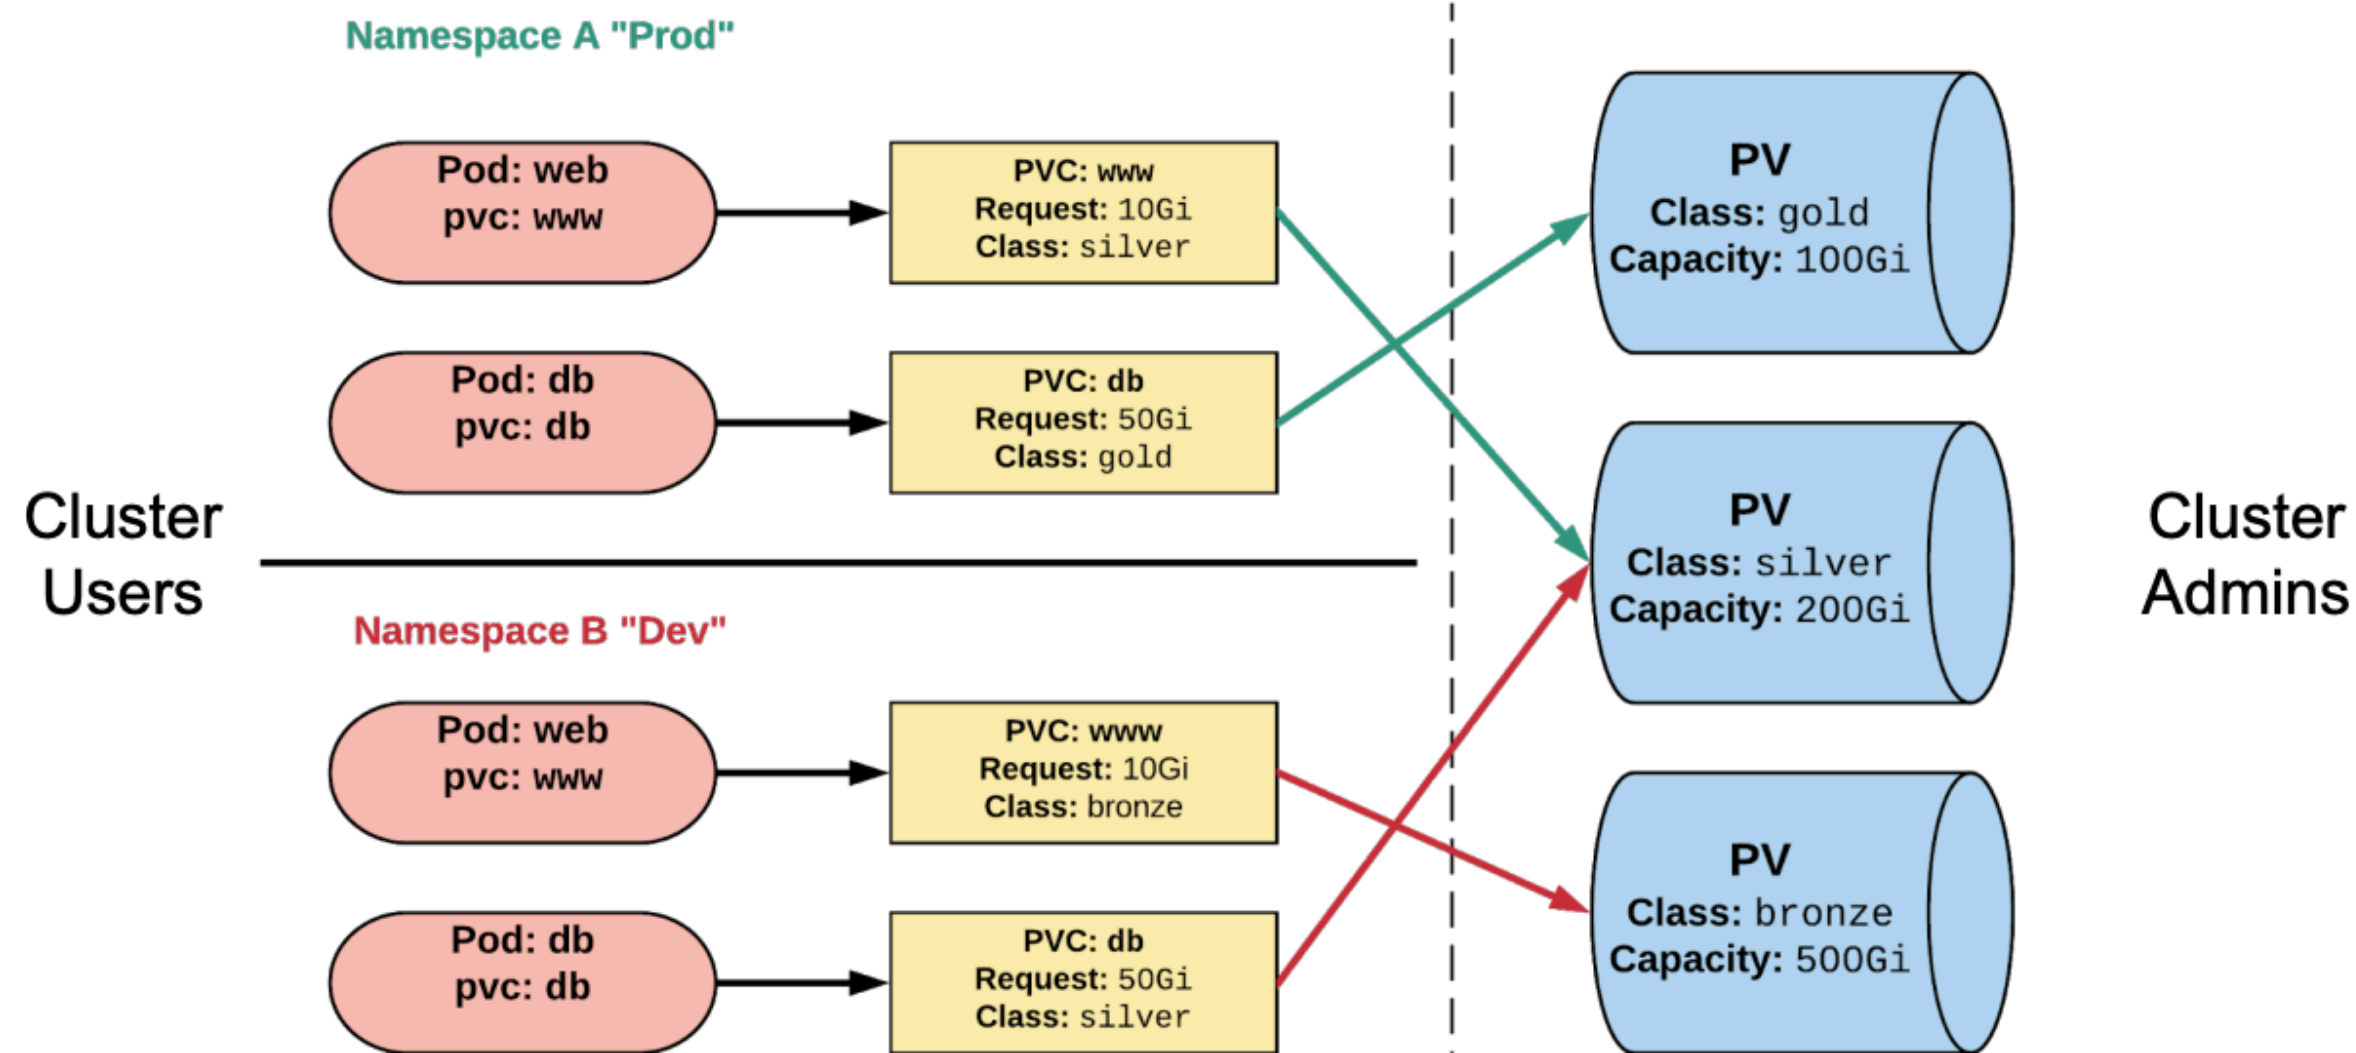 Namespace A "Prod"
Pod: web
pvc: www
PVC: www
Request: 10Gi
Class: silver
PV
Class: gold
Capacity: 100Gi
Pod: db
pvc: db
PVC: db
Request: 50Gi
Class: gold
Cluster
Users
PV
Class: silver
Capacity: 200Gi
Cluster
Admins
Namespace B "Dev"
Pod: web
pvc: www
PVC: www
Request: 10Gi
Class: bronze
PV
Class: bronze
Capacity: 500Gi
Pod: db
pvc: db
PVC: db
Request: 50Gi
Class: silver